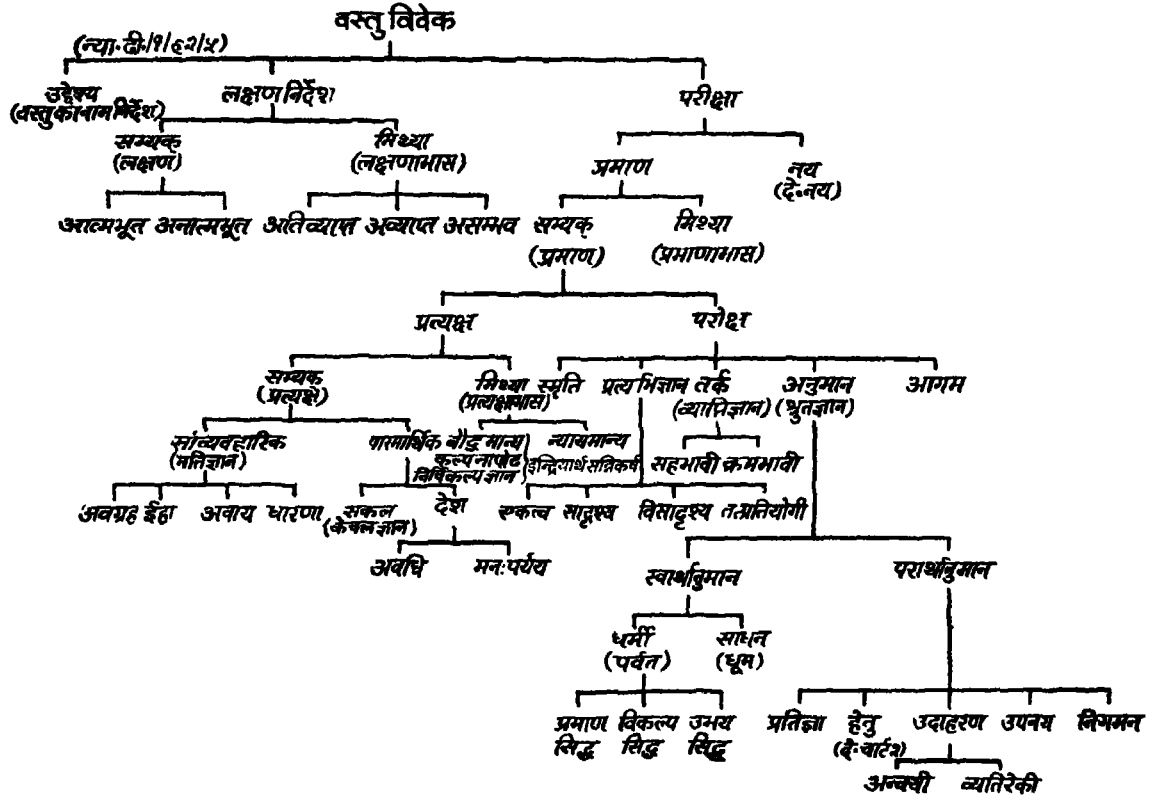 वस्तु विवेक
(न्या.दी./१/८२/५)
उद्देश्य लक्षण निर्देश परीक्षा
(वस्तु का नाम निर्देश)
सम्यक् मिथ्या
(लक्षण) (लक्षणाभास) प्रमाण नय
(दे.नय)
आत्मभूत अनात्मभूत अतिव्याप्त अव्याप्त असम्भव सम्यक् मिथ्या
(प्रमाण) (प्रमाणाभास)
प्रत्यक्ष परोक्ष
सम्यक् मिथ्या स्मृति प्रत्यभिज्ञान तर्क अनुमान आगम
(प्रत्यक्ष) (प्रत्यक्षाभास) (व्याप्तिज्ञान) (श्रुतज्ञान)
सांव्यवहारिक पारमार्थिक बौद्ध मान्य न्यायमान्य
(मतिज्ञान) कल्पनापोढ इन्द्रियार्थ सन्निकर्ष सहभावी क्रमभावी
निर्विकल्प ज्ञान
अवग्रह ईहा अवाय धारणा सकल देश एकत्व सादृश्य विसादृश्य तत्प्रतियोगी
(केवलज्ञान)
अवधि मनःपर्यय स्वार्थानुमान परार्थानुमान
धर्मी साधन
(पर्वत) (धूम)
प्रमाण विकल्प उभय प्रतिज्ञा हेतु उदाहरण उपनय निगमन
सिद्ध सिद्ध सिद्ध (दे.चार्ट२)
अन्वयी व्यतिरेकी